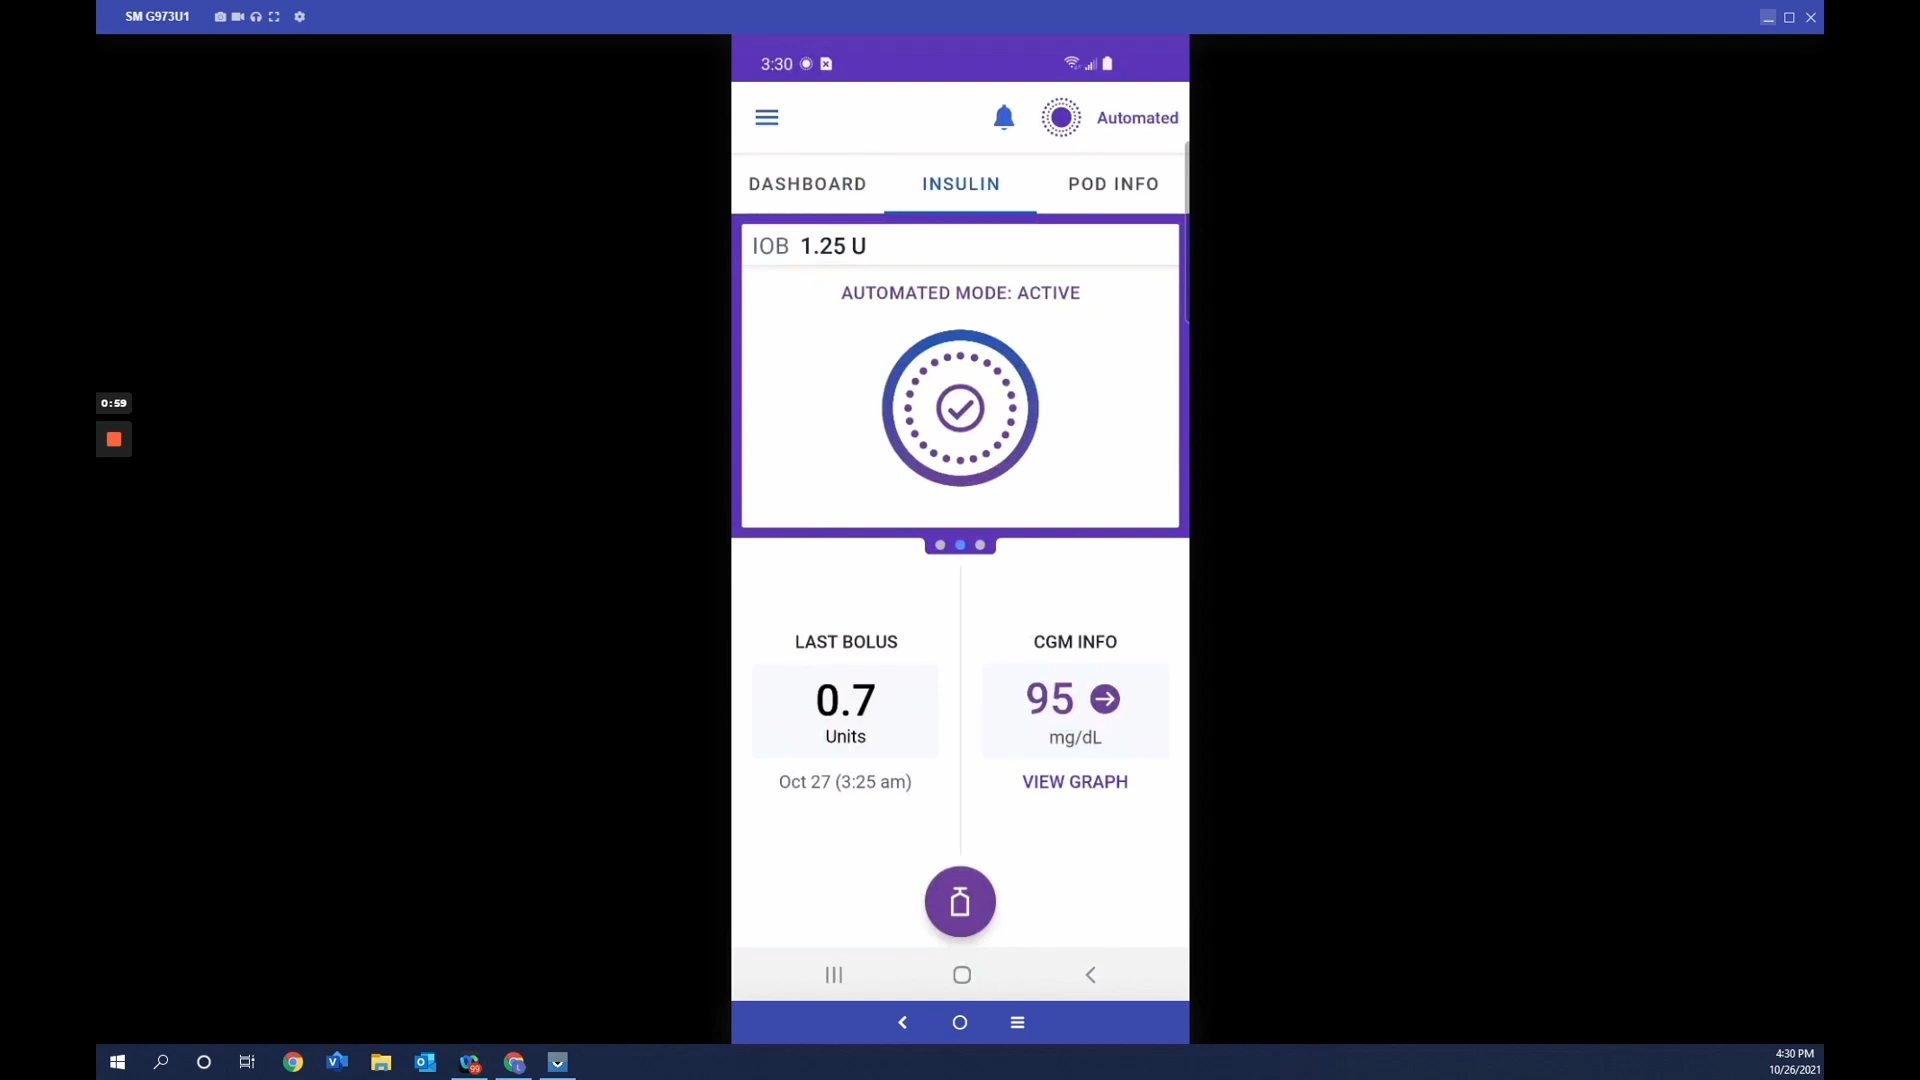 SM G973U1
3:30
Automated
DASHBOARD INSULIN POD INFO
IOB 1.25 U
AUTOMATED MODE: ACTIVE
0:59
LAST BOLUS
0.7
Units
Oct 27 (3:25 am)
CGM INFO
95
mg/dL
VIEW GRAPH
99
L
4:30 PM
10/26/2021